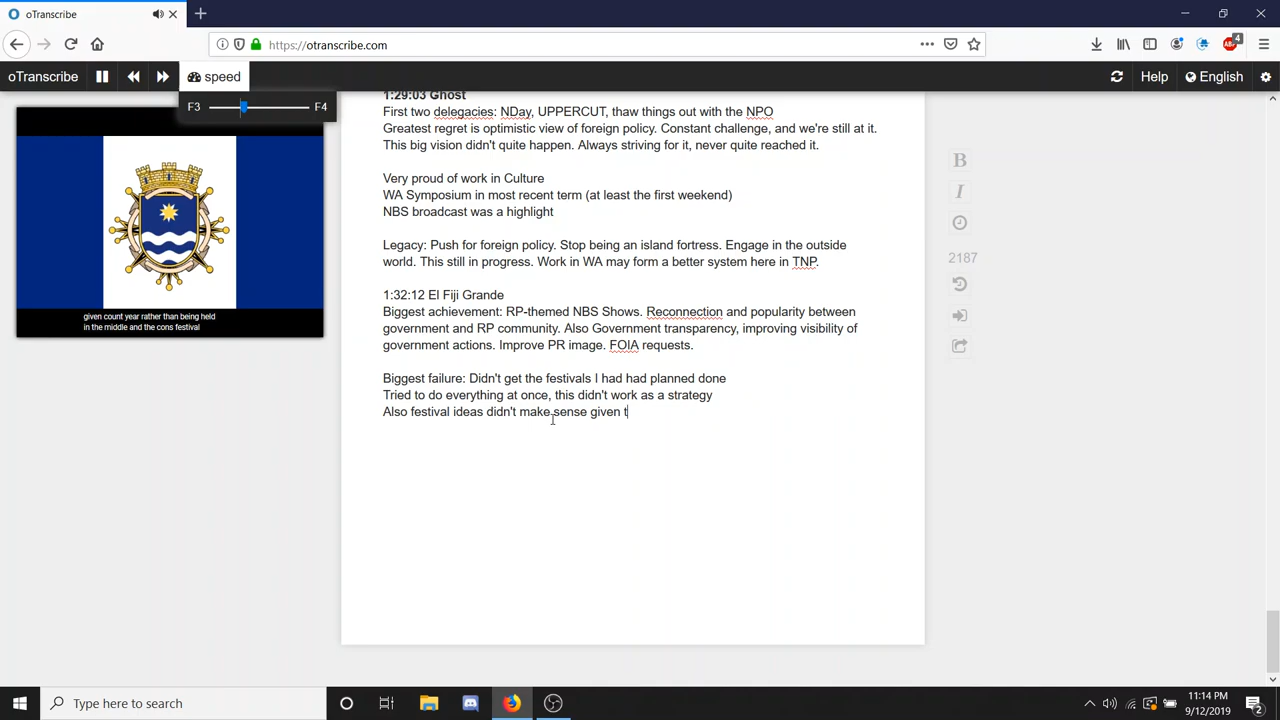 oTranscribe
https://otranscribe.com
4
ABP
oTranscribe
speed
Help
English
F3
F4
1:29:03 Ghost
First two delegacies: NDay, UPPERCUT, thaw things out with the NPO
Greatest regret is optimistic view of foreign policy. Constant challenge, and we're still at it.
This big vision didn't quite happen. Always striving for it, never quite reached it.
Very proud of work in Culture
WA Symposium in most recent term (at least the first weekend)
NBS broadcast was a highlight
Legacy: Push for foreign policy. Stop being an island fortress. Engage in the outside
world. This still in progress. Work in WA may form a better system here in TNP.
1:32:12 El Fiji Grande
Biggest achievement: RP-themed NBS Shows. Reconnection and popularity between
government and RP community. Also Government transparency, improving visibility of
government actions. Improve PR image. FOIA requests.
Biggest failure: Didn't get the festivals I had had planned done
Tried to do everything at once, this didn't work as a strategy
Also festival ideas didn't make sense given t
given count year rather than being held
in the middle and the cons festival
B
I
2187
Type here to search
11:14 PM
9/12/2019
2